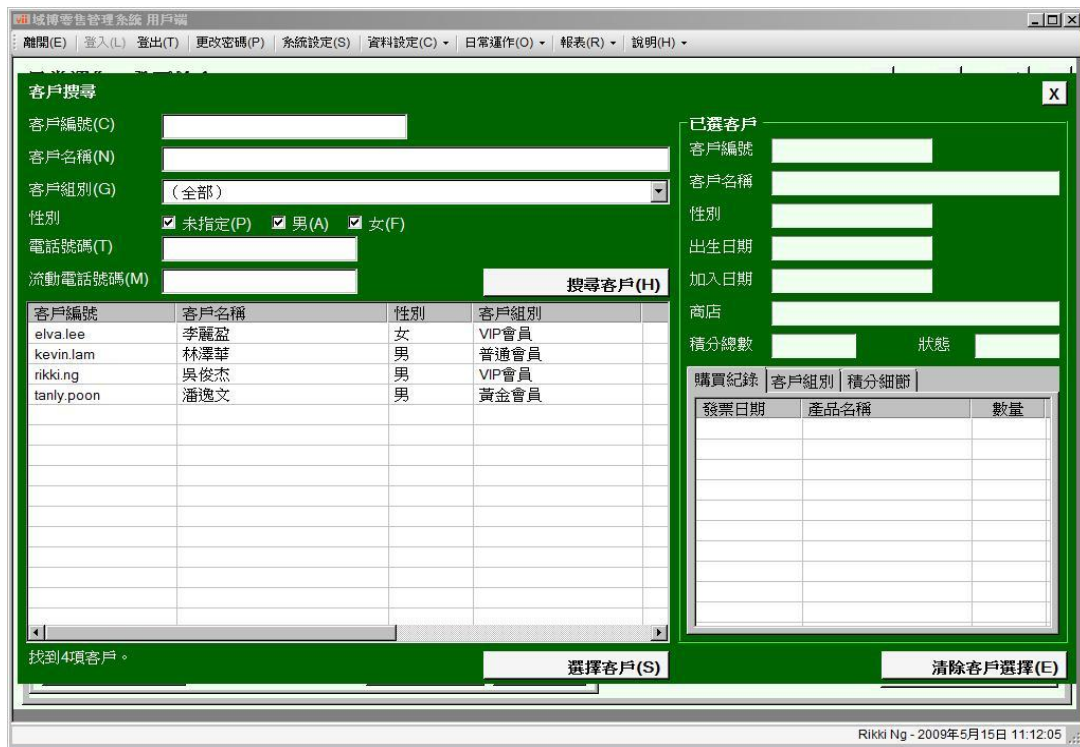 域博零售管理系統 用戶端
離開(E) 登入(L) 登出(T) 更改密碼(P) 系統設定(S) 資料設定(C) 日常運作(O) 報表(R) 說明(H)
客戶搜尋
X
客戶編號(C)
客戶名稱(N)
客戶組別(G) (全部)
性別 未指定(P) 男(A) 女(F)
電話號碼(T)
流動電話號碼(M)
搜尋客戶(H)
客戶編號 客戶名稱 性別 客戶組別
elva.lee 李麗盈 女 VIP會員
kevin.lam 林澤華 男 普通會員
rikki.ng 吳俊杰 男 VIP會員
tanly.poon 潘逸文 男 黃金會員
找到4項客戶。
選擇客戶(S)
已選客戶
客戶編號
客戶名稱
性別
出生日期
加入日期
商店
積分總數 狀態
購買紀錄 客戶組別 積分細節
發票日期 產品名稱 數量
清除客戶選擇(E)
Rikki Ng - 2009年5月15日 11:12:05